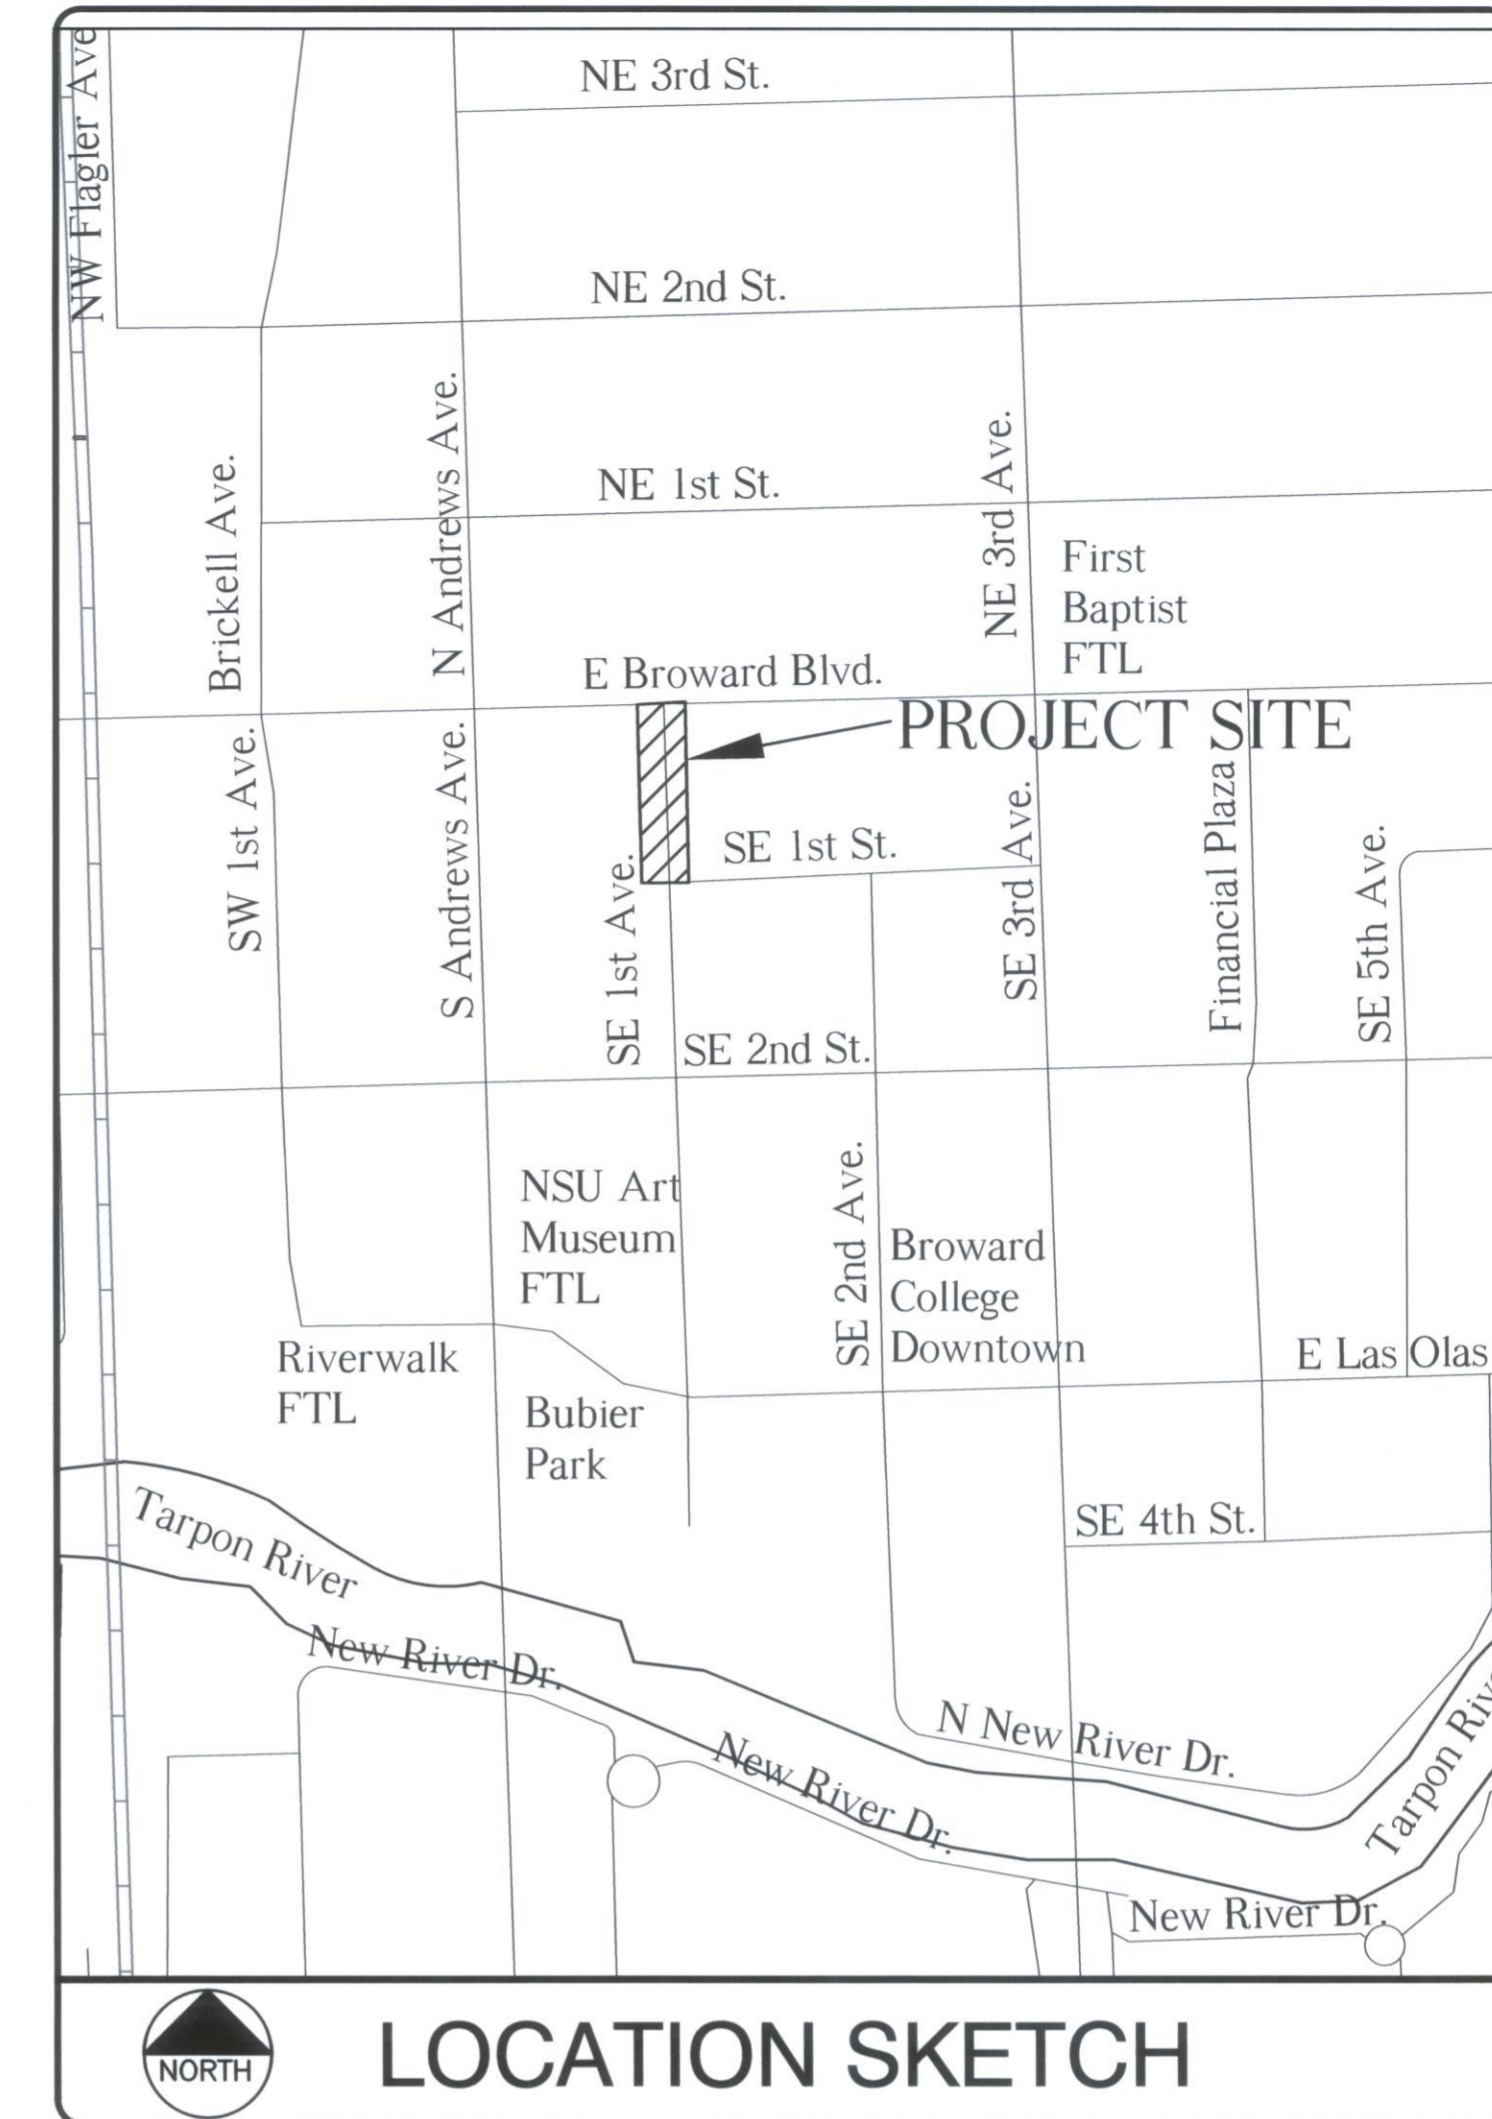 NW Flagler Ave
NE 3rd St.
NE 2nd St.
Brickell Ave.
N Andrews Ave.
NE 1st St.
NE 3rd Ave.
First
Baptist
FTL
E Broward Blvd.
PROJECT SITE
SW 1st Ave.
S Andrews Ave.
SE 1st Ave.
SE 1st St.
SE 3rd Ave.
Financial Plaza
SE 5th Ave.
SE 2nd St.
NSU Art
Museum
FTL
SE 2nd Ave.
Broward
College
Downtown
E Las Olas
Riverwalk
FTL
Bubier
Park
SE 4th St.
Tarpon River
New River Dr.
New River Dr.
N New River Dr.
Tarpon Rive
New River Dr.
NORTH
LOCATION SKETCH